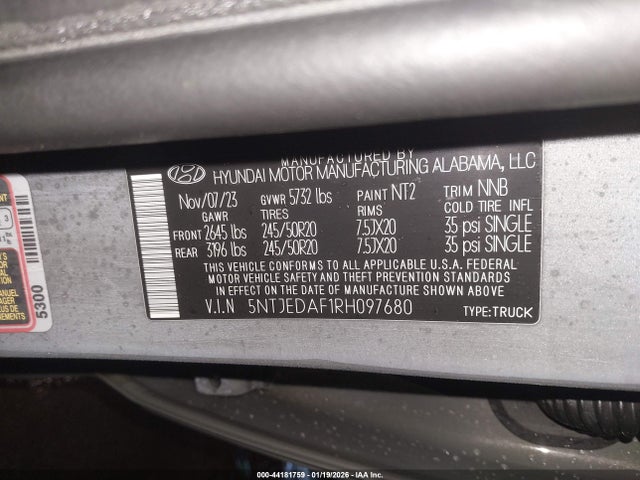 MANUFACTURED BY
HYUNDAI MOTOR MANUFACTURING ALABAMA, LLC
Nov/07/23 GVWR 5732 lbs PAINT NT2 TRIM NNB
GAWR TIRES RIMS COLD TIRE INFL
FRONT 2645 lbs 245/50R20 7.5JX20 35 psi SINGLE
REAR 3196 lbs 245/50R20 7.5JX20 35 psi SINGLE
THIS VEHICLE CONFORMS TO ALL U.S.A. FEDERAL
MOTOR VEHICLE SAFETY AND THEFT PREVENTION STANDARDS
IN EFFECT ON THE DATE OF MANUFACTURE SHOWN ABOVE
V.I.N 5NTJEDAF1RH097680 TYPE:TRUCK
5300
3
000-44181759 - 01/19/2026 - IAA Inc.